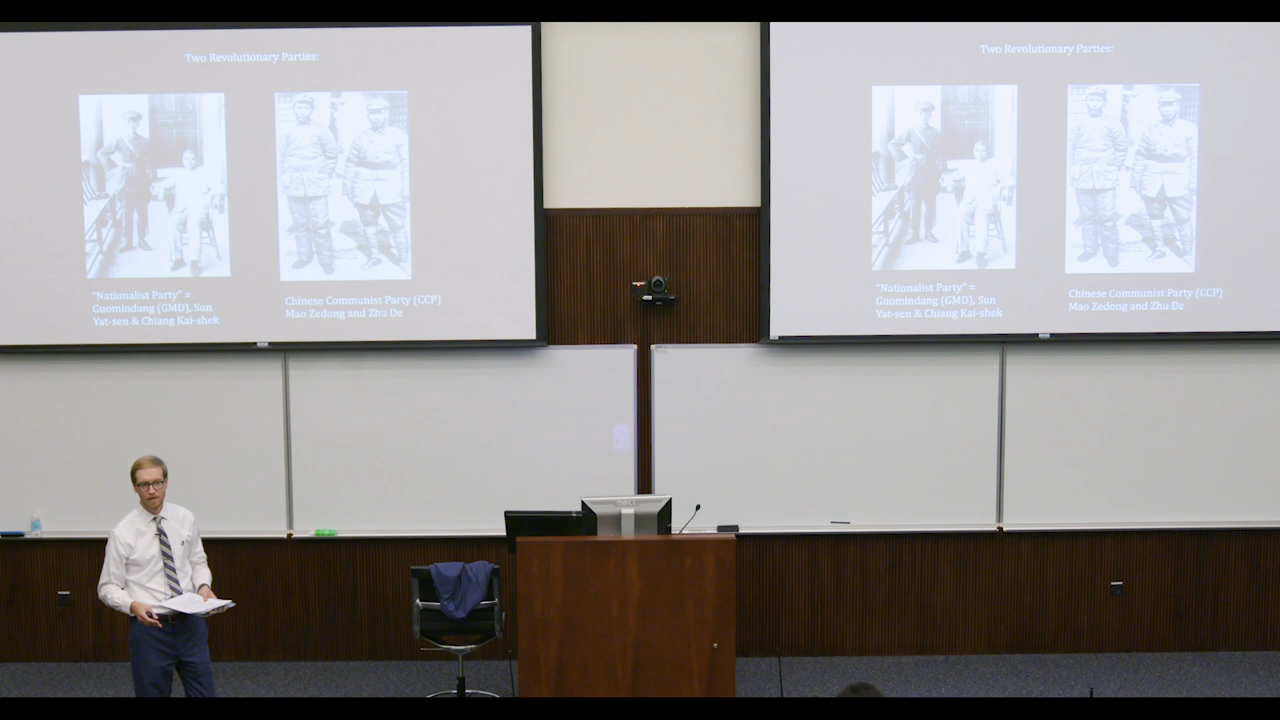 Two Revolutionary Parties:
"Nationalist Party" =
Guomindang (GMD), Sun
Yat-sen & Chiang Kai-shek
Chinese Communist Party (CCP)
Mao Zedong and Zhu De
Two Revolutionary Parties:
"Nationalist Party" =
Guomindang (GMD), Sun
Yat-sen & Chiang Kai-shek
Chinese Communist Party (CCP)
Mao Zedong and Zhu De
DELL